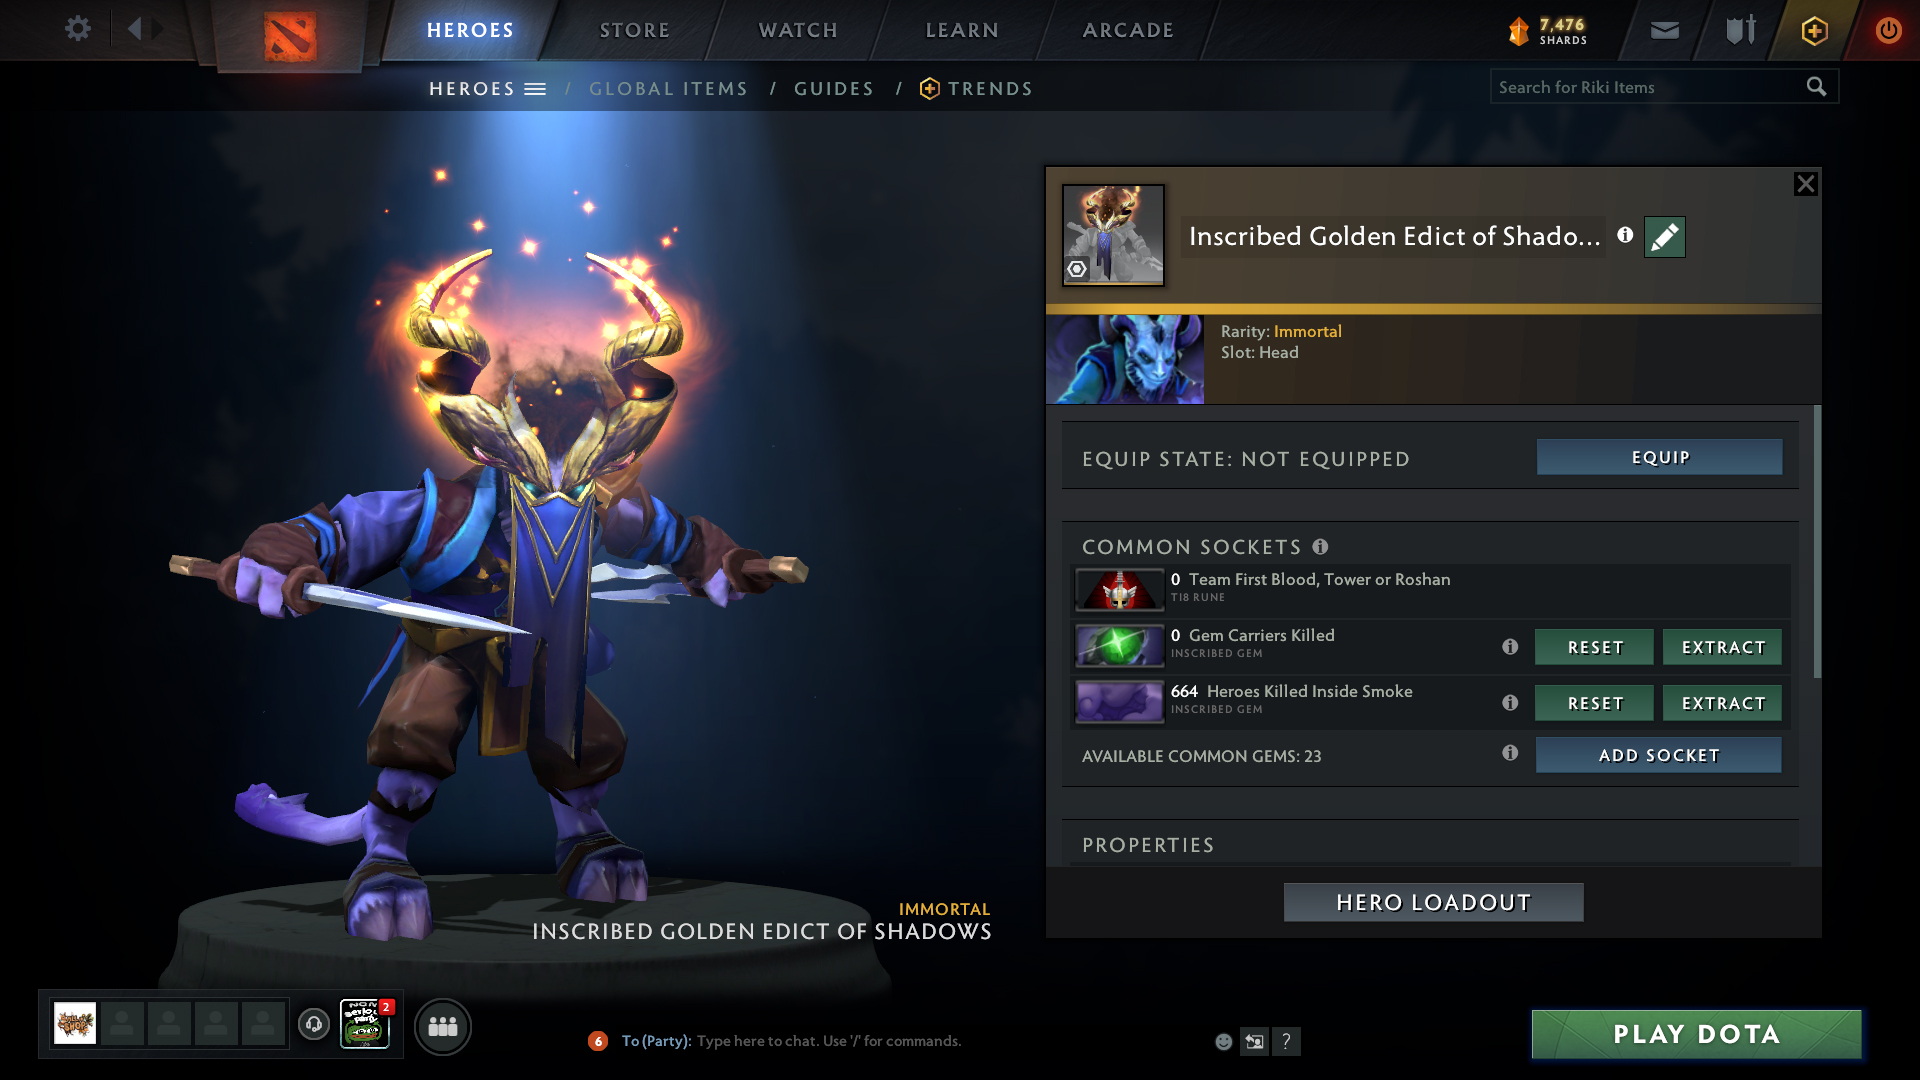 HEROES
STORE
WATCH
LEARN
ARCADE
7,476
SHARDS
HEROES / GLOBAL ITEMS / GUIDES / TRENDS
Search for Riki Items
Inscribed Golden Edict of Shado...
Rarity: Immortal
Slot: Head
EQUIP STATE: NOT EQUIPPED
EQUIP
COMMON SOCKETS
0 Team First Blood, Tower or Roshan
TI8 RUNE
0 Gem Carriers Killed
INSCRIBED GEM
RESET
EXTRACT
664 Heroes Killed Inside Smoke
INSCRIBED GEM
RESET
EXTRACT
AVAILABLE COMMON GEMS: 23
ADD SOCKET
PROPERTIES
HERO LOADOUT
IMMORTAL
INSCRIBED GOLDEN EDICT OF SHADOWS
2
6
To (Party): Type here to chat. Use '/' for commands.
?
PLAY DOTA